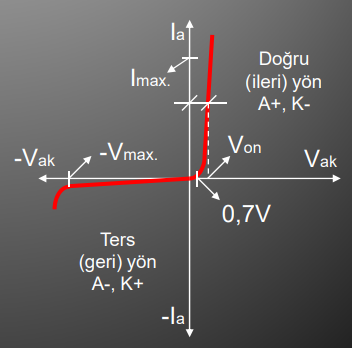 Ia
Imax.
Doğru
(ileri) yön
A+, K-
-Vak
-Vmax.
Von
Vak
0,7V
Ters
(geri) yön
A-, K+
-Ia